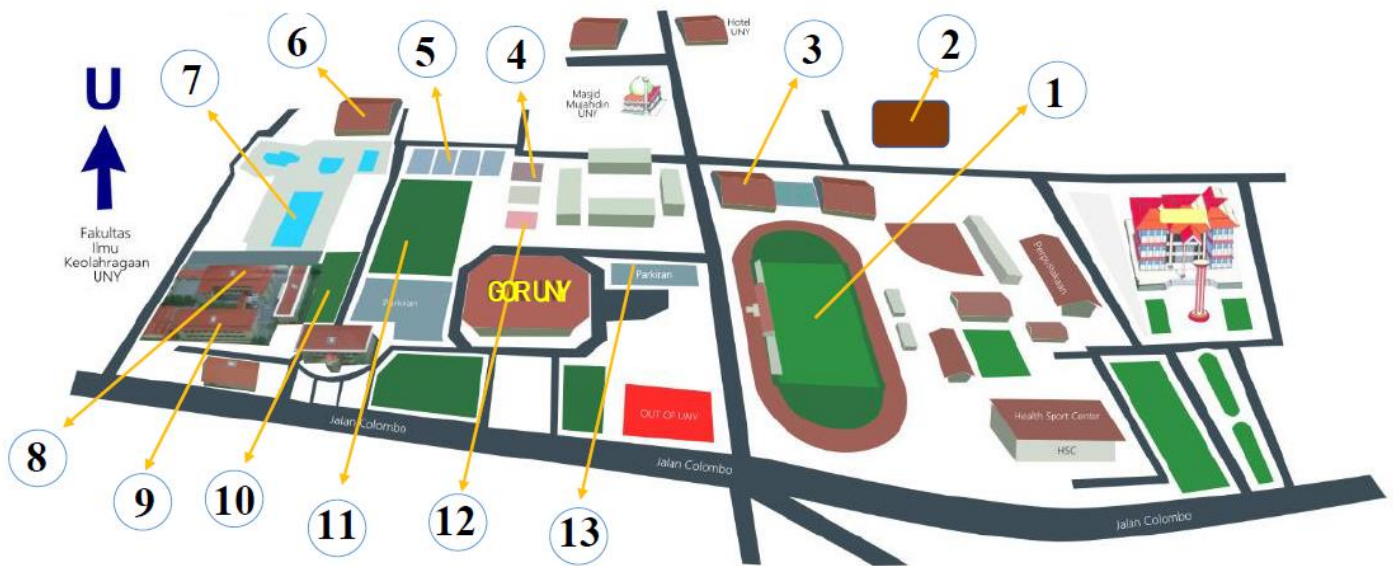 Hotel
UNY
6
5
4
3
2
1
7
U
Masjid
Mujahidin
UNY
Fakultas
Ilmu
Keolahragaan
UNY
Perpustakaan
GOR UNY
Parkiran
Parkiran
OUT OF UNY
Health Sport Center
HSC
Jalan Colombo
Jalan Colombo
Jalan Colombo
8
9
10
11
12
13